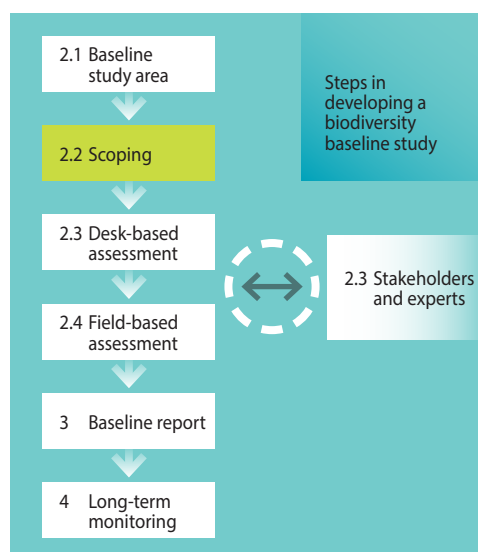 2.1 Baseline
study area
Steps in
developing a
biodiversity
baseline study
2.2 Scoping
2.3 Desk-based
assessment
2.3 Stakeholders
and experts
2.4 Field-based
assessment
3 Baseline report
4 Long-term
monitoring